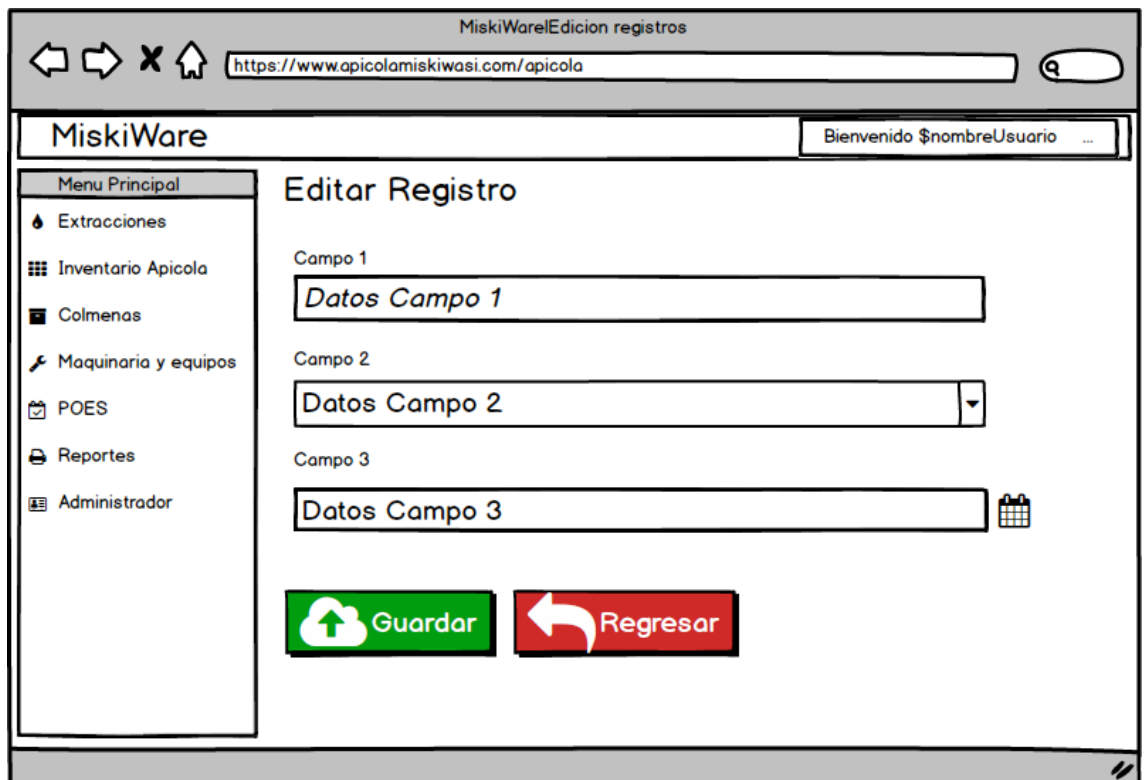 MiskiWare|Edicion registros
https://www.apicolamiskiwasi.com/apicola
MiskiWare
Bienvenido $nombreUsuario ...
Menu Principal
Extracciones
Inventario Apicola
Colmenas
Maquinaria y equipos
POES
Reportes
Administrador
Editar Registro
Campo 1
Datos Campo 1
Campo 2
Datos Campo 2
Campo 3
Datos Campo 3
Guardar
Regresar